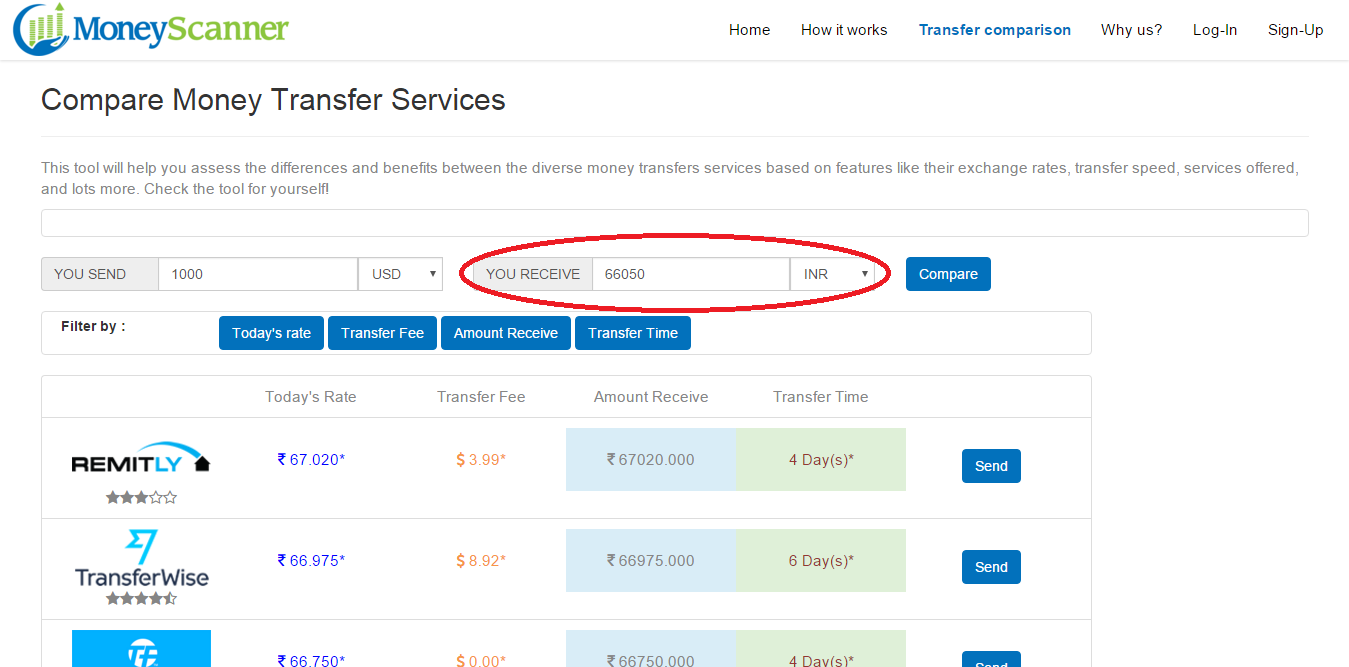 MoneyScanner
Home How it works Transfer comparison Why us? Log-In Sign-Up
Compare Money Transfer Services
This tool will help you assess the differences and benefits between the diverse money transfers services based on features like their exchange rates, transfer speed, services offered,
and lots more. Check the tool for yourself!
YOU SEND 1000 USD YOU RECEIVE 66050 INR Compare
Filter by : Today's rate Transfer Fee Amount Receive Transfer Time
Today's Rate Transfer Fee Amount Receive Transfer Time
REMITLY ₹ 67.020* $ 3.99* ₹ 67020.000 4 Day(s)* Send
TransferWise ₹ 66.975* $ 8.92* ₹ 66975.000 6 Day(s)* Send
₹ 66.750* $ 0.00* ₹ 66750.000 4 Day(s)* Send